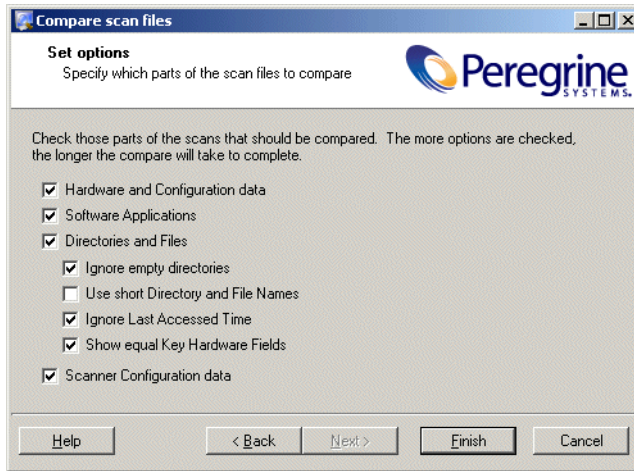 Compare scan files
Set options
Specify which parts of the scan files to compare
Peregrine
SYSTEMS.
Check those parts of the scans that should be compared.  The more options are checked,
the longer the compare will take to complete.
Hardware and Configuration data
Software Applications
Directories and Files
Ignore empty directories
Use short Directory and File Names
Ignore Last Accessed Time
Show equal Key Hardware Fields
Scanner Configuration data
Help
< Back
Next >
Finish
Cancel